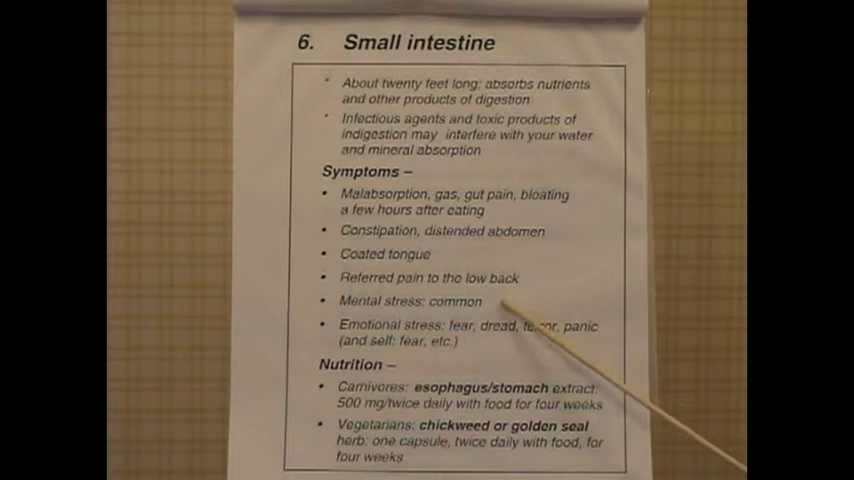 6. Small intestine
* About twenty feet long; absorbs nutrients
and other products of digestion
* Infectious agents and toxic products of
indigestion may interfere with your water
and mineral absorption
Symptoms –
• Malabsorption, gas, gut pain, bloating
a few hours after eating
• Constipation, distended abdomen
• Coated tongue
• Referred pain to the low back
• Mental stress: common
• Emotional stress: fear, dread, terror, panic
(and self: fear, etc.)
Nutrition –
• Carnivores: esophagus/stomach extract:
500 mg/twice daily with food for four weeks
• Vegetarians: chickweed or golden seal
herb: one capsule, twice daily with food, for
four weeks